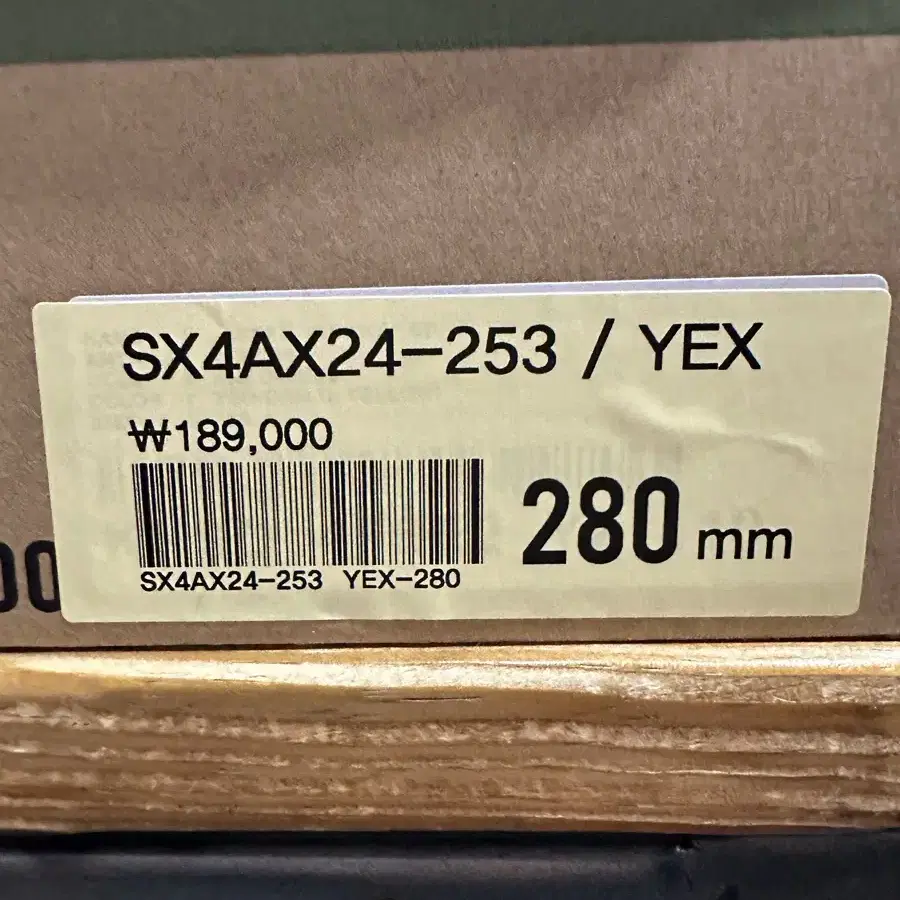 SX4AX24-253 / YEX
₩189,000
280 mm
SX4AX24-253 YEX-280